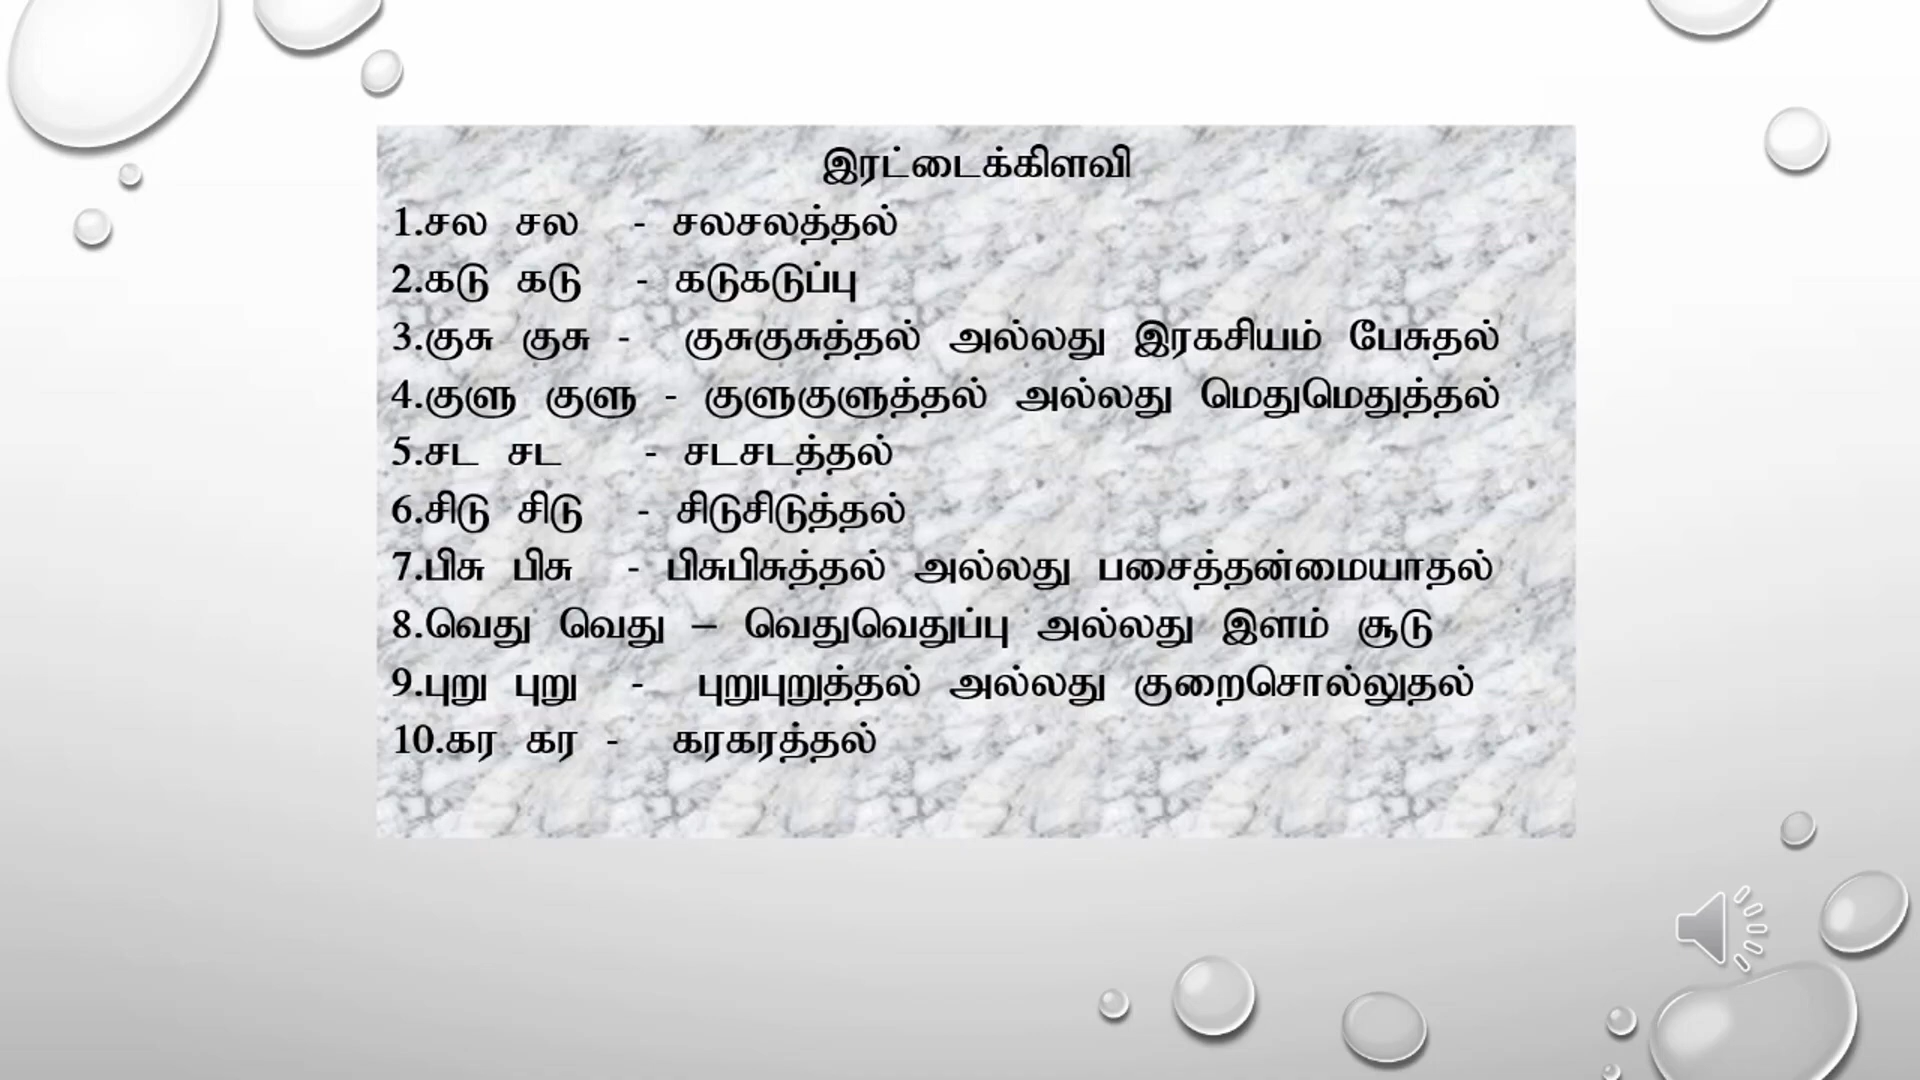 இரட்டைக்கிளவி
1.சல சல - சலசலத்தல்
2.கடு கடு - கடுகடுப்பு
3.குசு குசு - குசுகுசுத்தல் அல்லது இரகசியம் பேசுதல்
4.குளு குளு - குளுகுளுத்தல் அல்லது மெதுமெதுத்தல்
5.சட சட - சடசடத்தல்
6.சிடு சிடு - சிடுசிடுத்தல்
7.பிசு பிசு - பிசுபிசுத்தல் அல்லது பசைத்தன்மையாதல்
8.வெது வெது – வெதுவெதுப்பு அல்லது இளம் சூடு
9.புறு புறு - புறுபுறுத்தல் அல்லது குறைசொல்லுதல்
10.கர கர - கரகரத்தல்